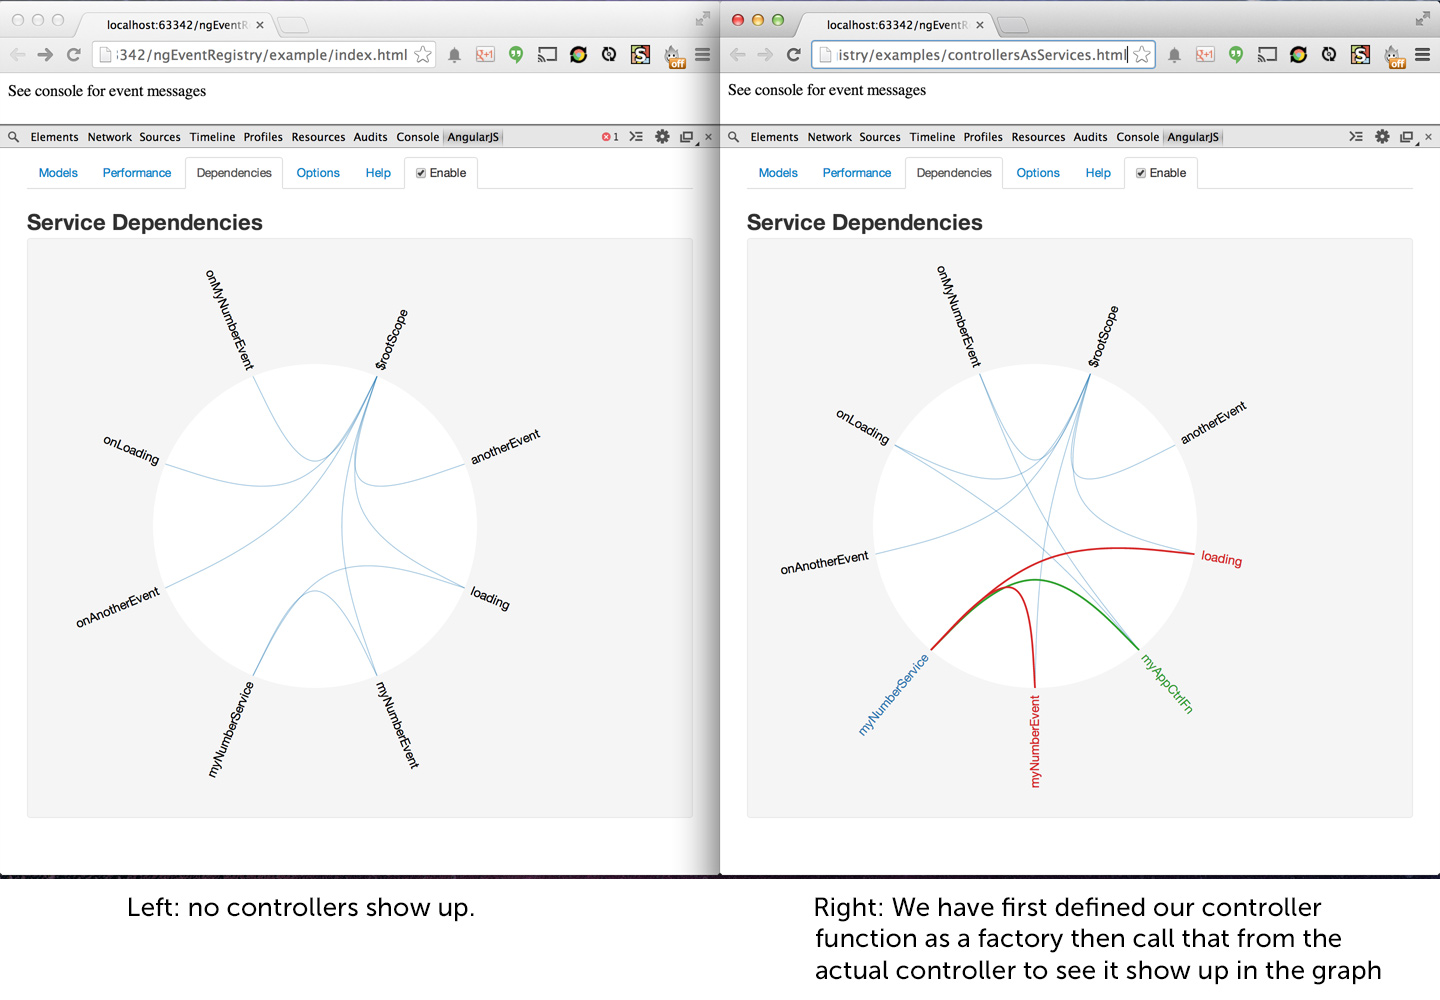 localhost:63342/ngEventR
:342/ngEventRegistry/example/index.html
off
See console for event messages
Elements Network Sources Timeline Profiles Resources Audits Console AngularJS
1
Models Performance Dependencies Options Help Enable
Service Dependencies
onMyNumberEvent
$rootScope
onLoading
anotherEvent
onAnotherEvent
loading
myNumberService
myNumberEvent
Left: no controllers show up.
localhost:63342/ngEventR
istry/examples/controllersAsServices.html
off
See console for event messages
Elements Network Sources Timeline Profiles Resources Audits Console AngularJS
Models Performance Dependencies Options Help Enable
Service Dependencies
onMyNumberEvent
$rootScope
onLoading
anotherEvent
onAnotherEvent
loading
myNumberService
myNumberEvent
myAppCtrlFn
Right: We have first defined our controller
function as a factory then call that from the
actual controller to see it show up in the graph